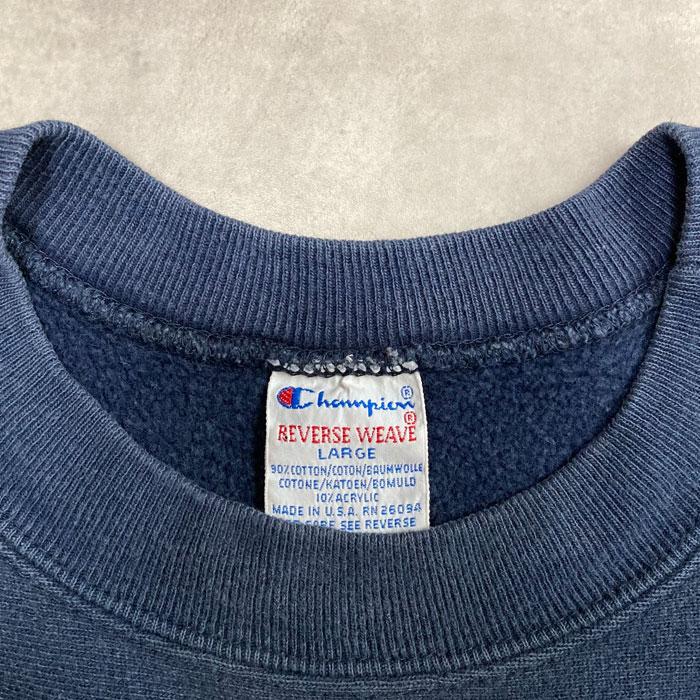 Champion®
REVERSE WEAVE®
LARGE
90% COTTON/COTON/BAUMWOLLE
COTONE/KATOEN/BOMULD
10% ACRYLIC
MADE IN U.S.A. RN 26094
CARE SEE REVERSE